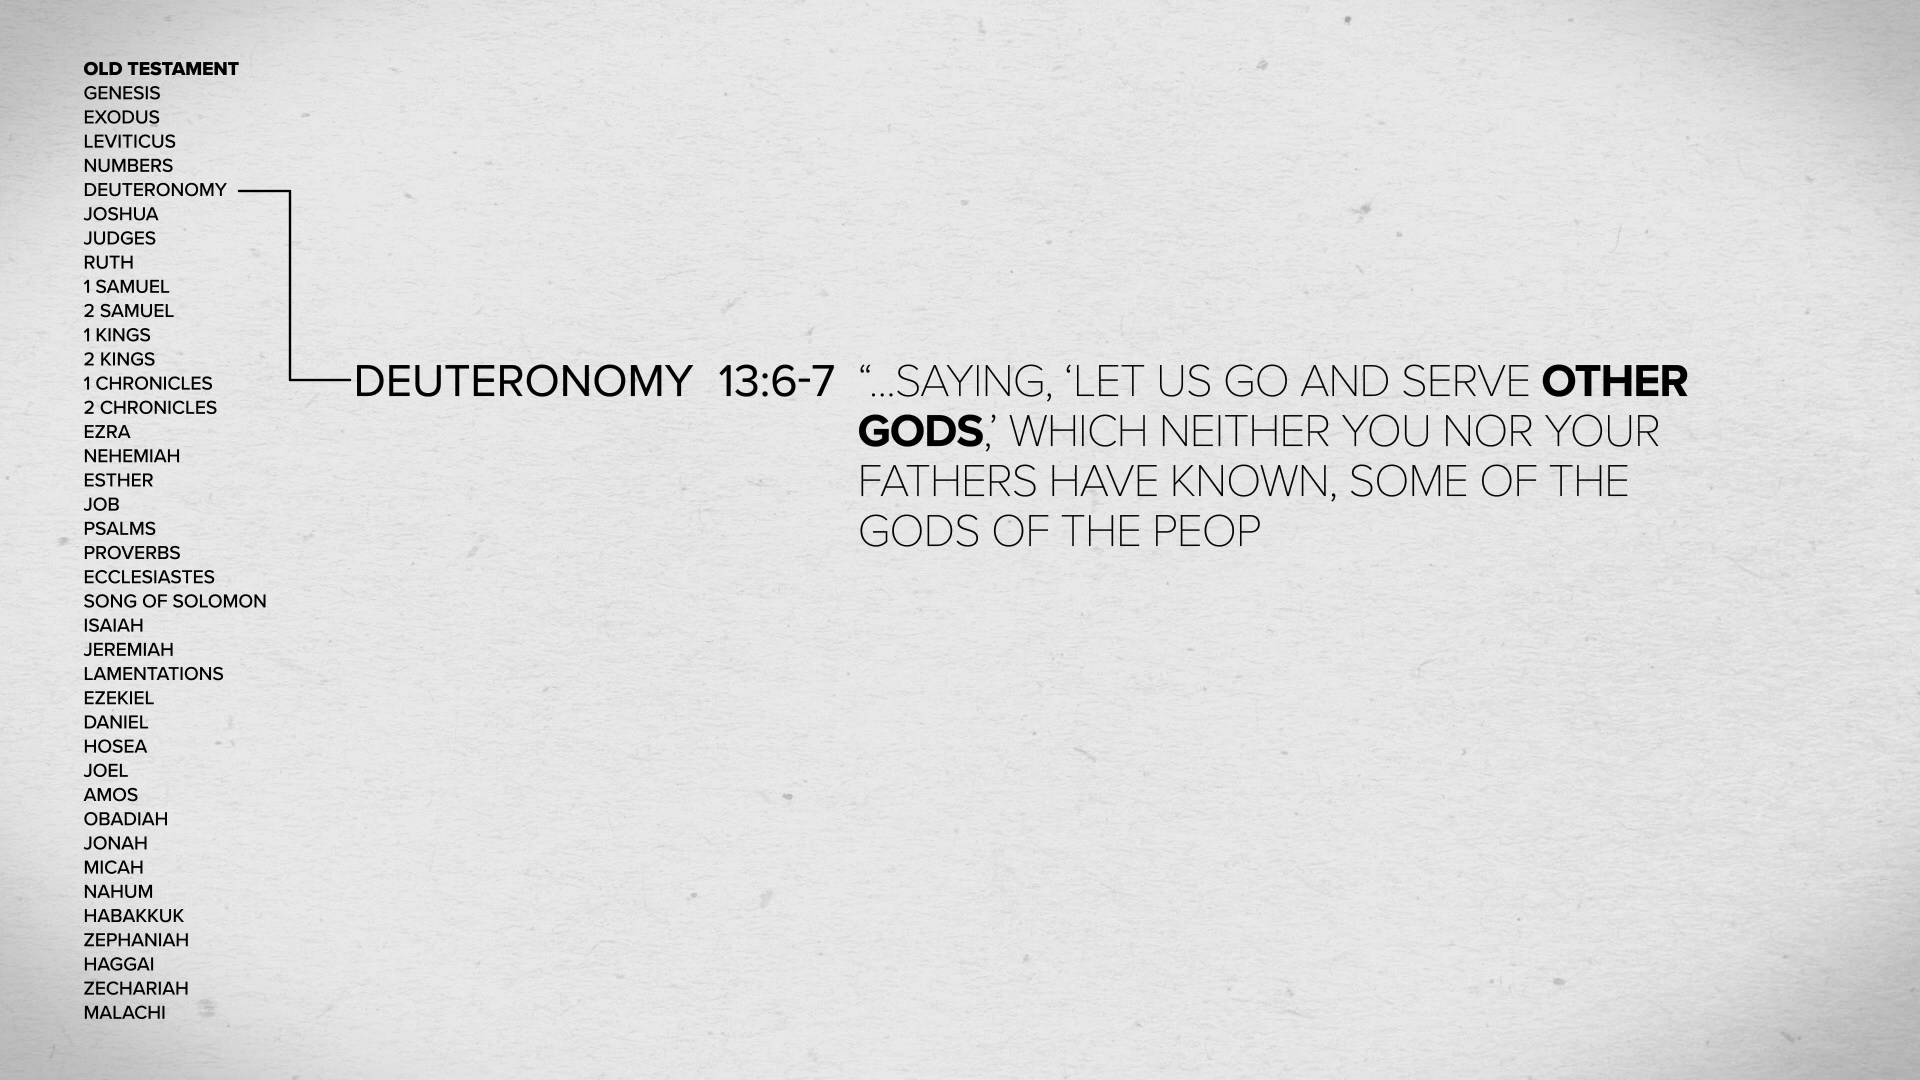 OLD TESTAMENT
GENESIS
EXODUS
LEVITICUS
NUMBERS
DEUTERONOMY
JOSHUA
JUDGES
RUTH
1 SAMUEL
2 SAMUEL
1 KINGS
2 KINGS
1 CHRONICLES
2 CHRONICLES
EZRA
NEHEMIAH
ESTHER
JOB
PSALMS
PROVERBS
ECCLESIASTES
SONG OF SOLOMON
ISAIAH
JEREMIAH
LAMENTATIONS
EZEKIEL
DANIEL
HOSEA
JOEL
AMOS
OBADIAH
JONAH
MICAH
NAHUM
HABAKKUK
ZEPHANIAH
HAGGAI
ZECHARIAH
MALACHI
DEUTERONOMY 13:6-7 “...SAYING, ‘LET US GO AND SERVE OTHER
GODS,’ WHICH NEITHER YOU NOR YOUR
FATHERS HAVE KNOWN, SOME OF THE
GODS OF THE PEOP